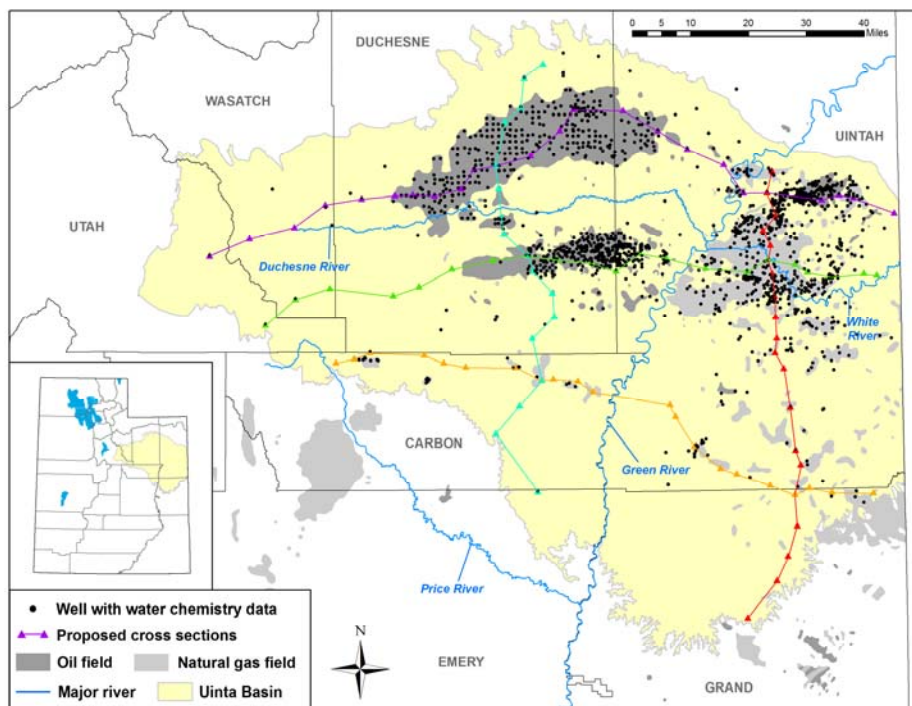 DUCHESNE
0 5 10 20 30 40
Miles
WASATCH
UINTAH
UTAH
Duchesne River
White River
CARBON
Green River
Price River
Well with water chemistry data
Proposed cross sections
Oil field
Natural gas field
Major river
Uinta Basin
N
EMERY
GRAND